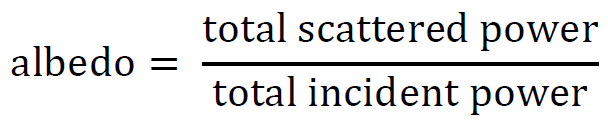 albedo = total scattered power
total incident power